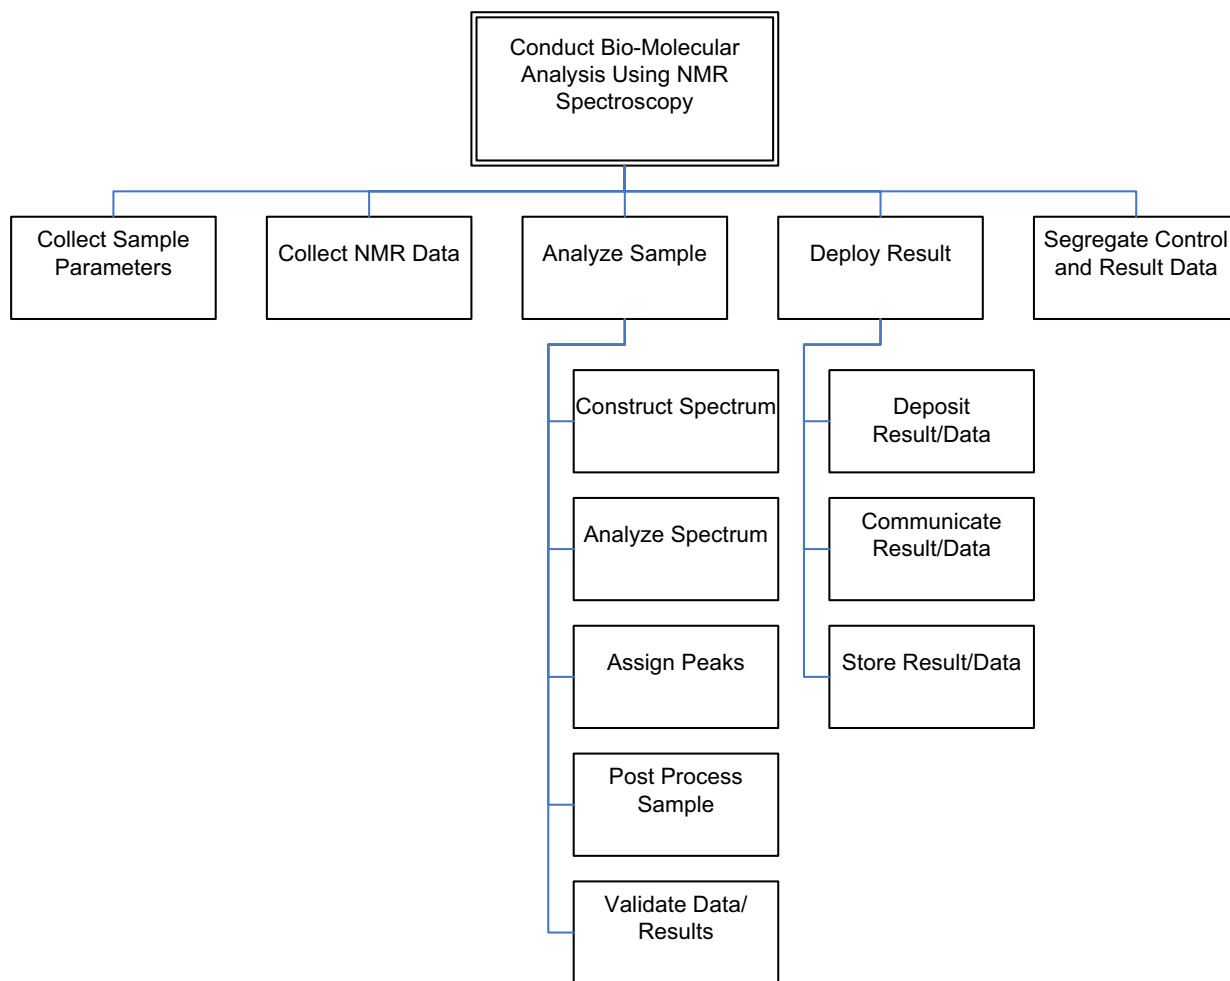 Conduct Bio-Molecular
Analysis Using NMR
Spectroscopy
Collect Sample
Parameters
Collect NMR Data
Analyze Sample
Deploy Result
Segregate Control
and Result Data
Construct Spectrum
Analyze Spectrum
Assign Peaks
Post Process
Sample
Validate Data/
Results
Deposit
Result/Data
Communicate
Result/Data
Store Result/Data